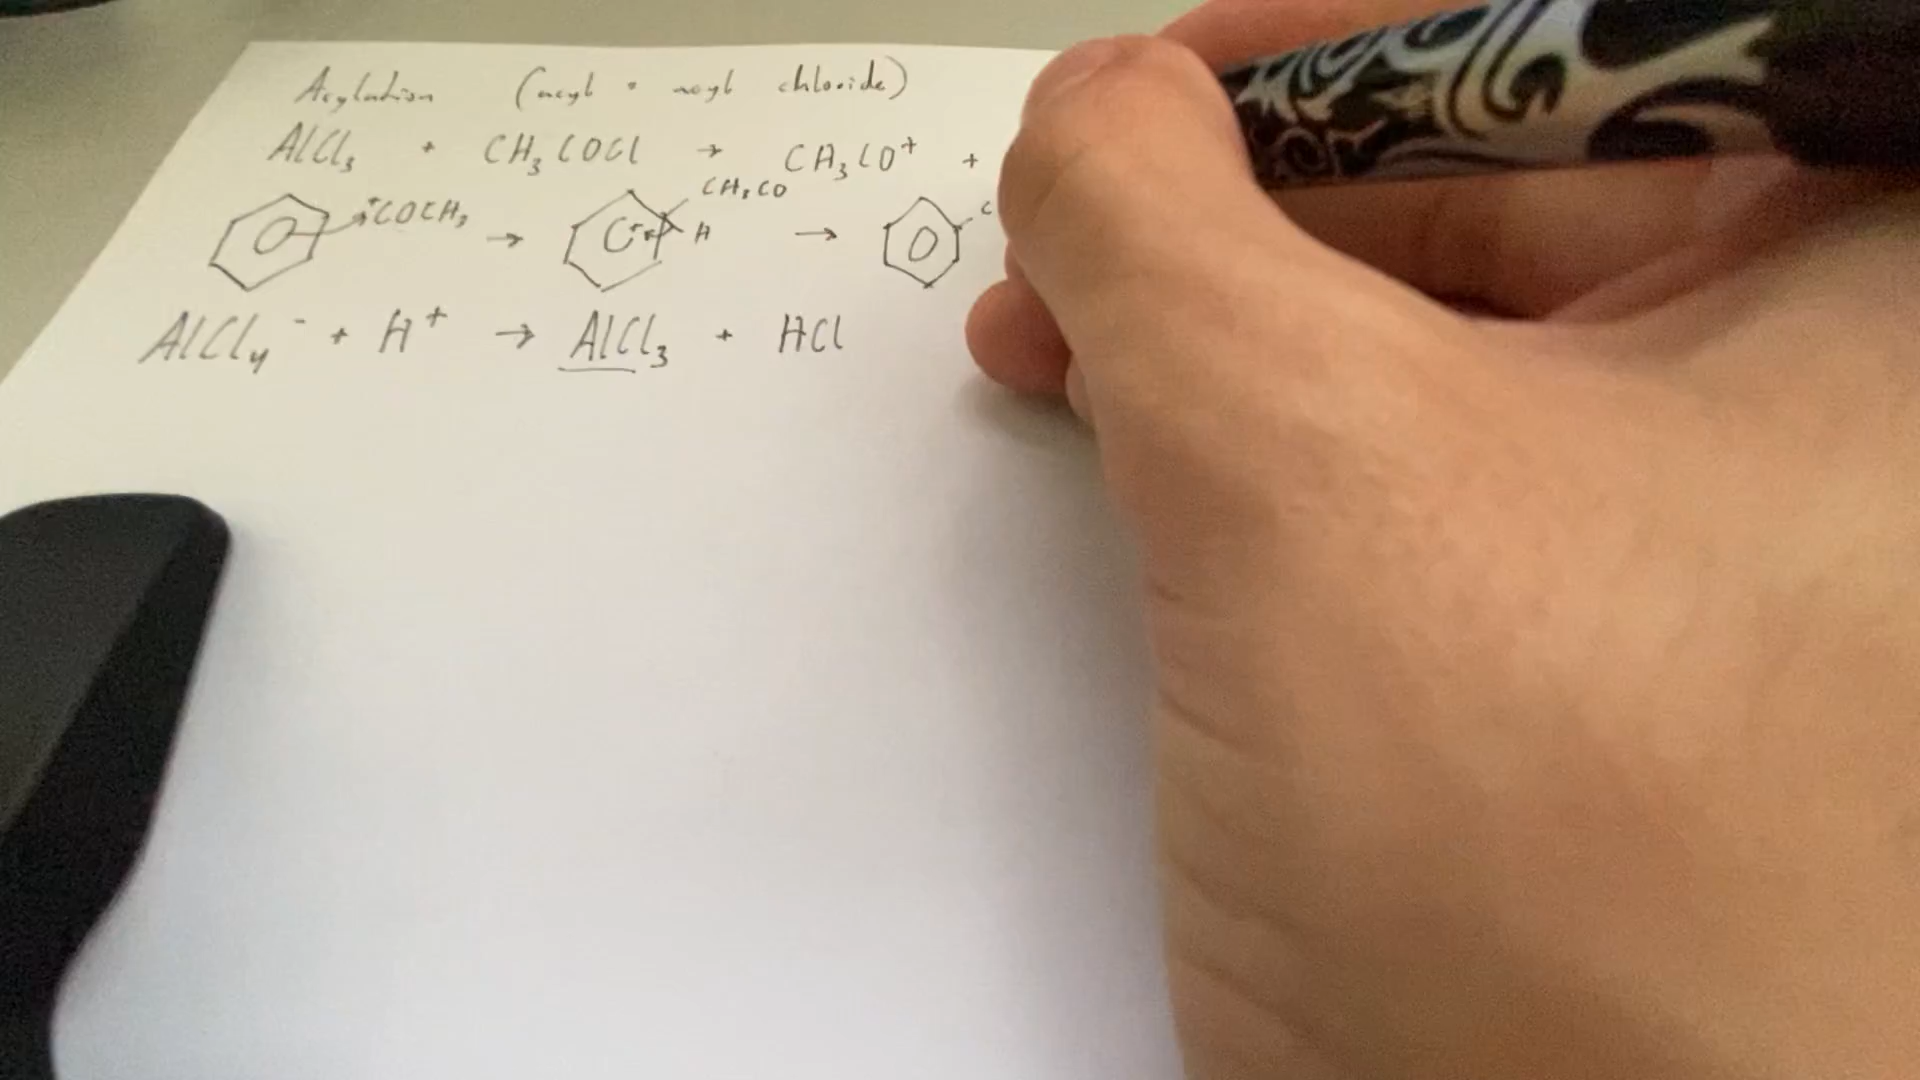 Acylation (acyl + acyl chloride)
AlCl₃ + CH₃COCl → CH₃CO⁺ +
⁺COCH₃ → CH₃CO H → C
AlCl₄⁻ + H⁺ → AlCl₃ + HCl